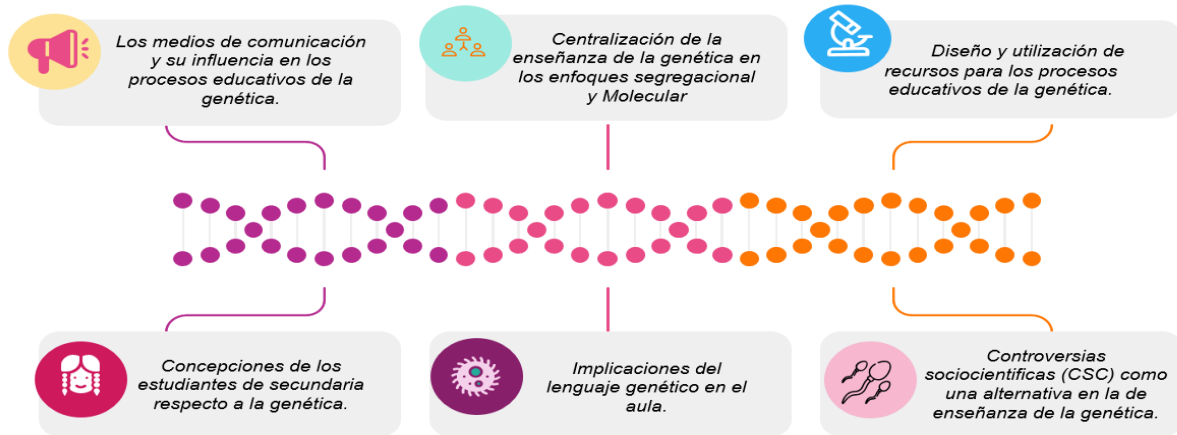 Los medios de comunicación
y su influencia en los
procesos educativos de la
genética.
Centralización de la
enseñanza de la genética en
los enfoques segregacional
y Molecular
Diseño y utilización de
recursos para los procesos
educativos de la genética.
Concepciones de los
estudiantes de secundaria
respecto a la genética.
Implicaciones del
lenguaje genético en el
aula.
Controversias
sociocientíficas (CSC) como
una alternativa en la de
enseñanza de la genética.